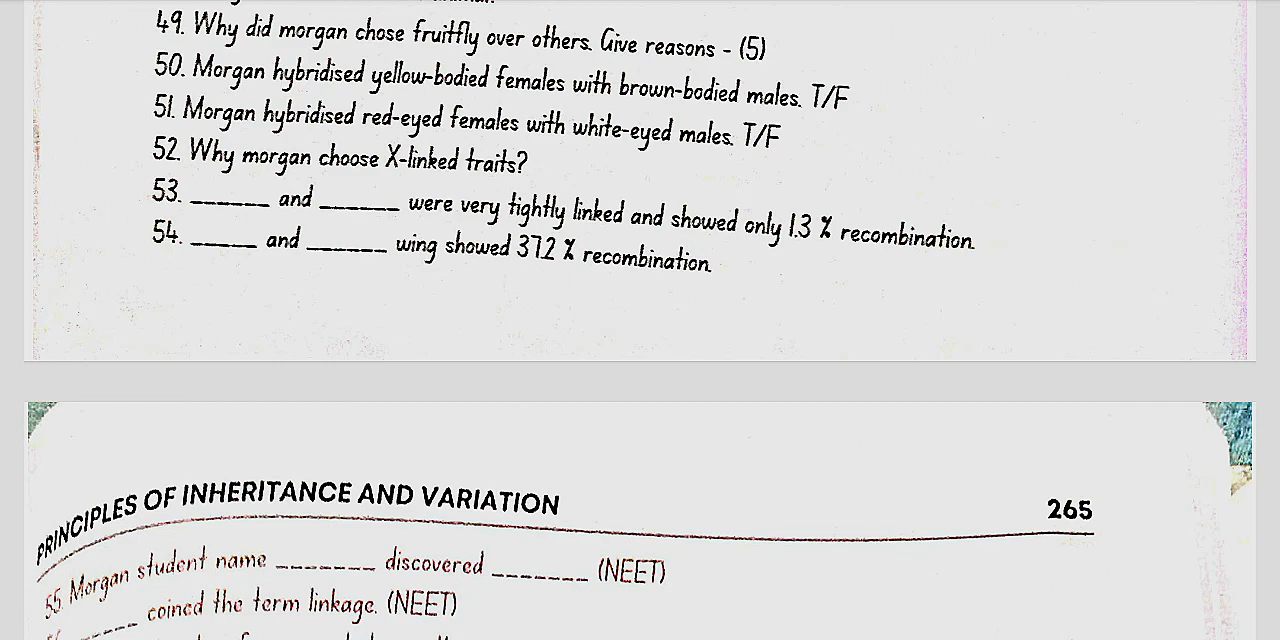 49. Why did morgan chose fruitfly over others. Give reasons - (5)
50. Morgan hybridised yellow-bodied females with brown-bodied males. T/F
51. Morgan hybridised red-eyed females with white-eyed males. T/F
52. Why morgan choose X-linked traits?
53. ______ and ______ were very tightly linked and showed only 1.3 % recombination.
54. _____ and ______ wing showed 37.2 % recombination.
PRINCIPLES OF INHERITANCE AND VARIATION 265
55. Morgan student name _______ discovered _______ (NEET)
_____ coined the term linkage. (NEET)